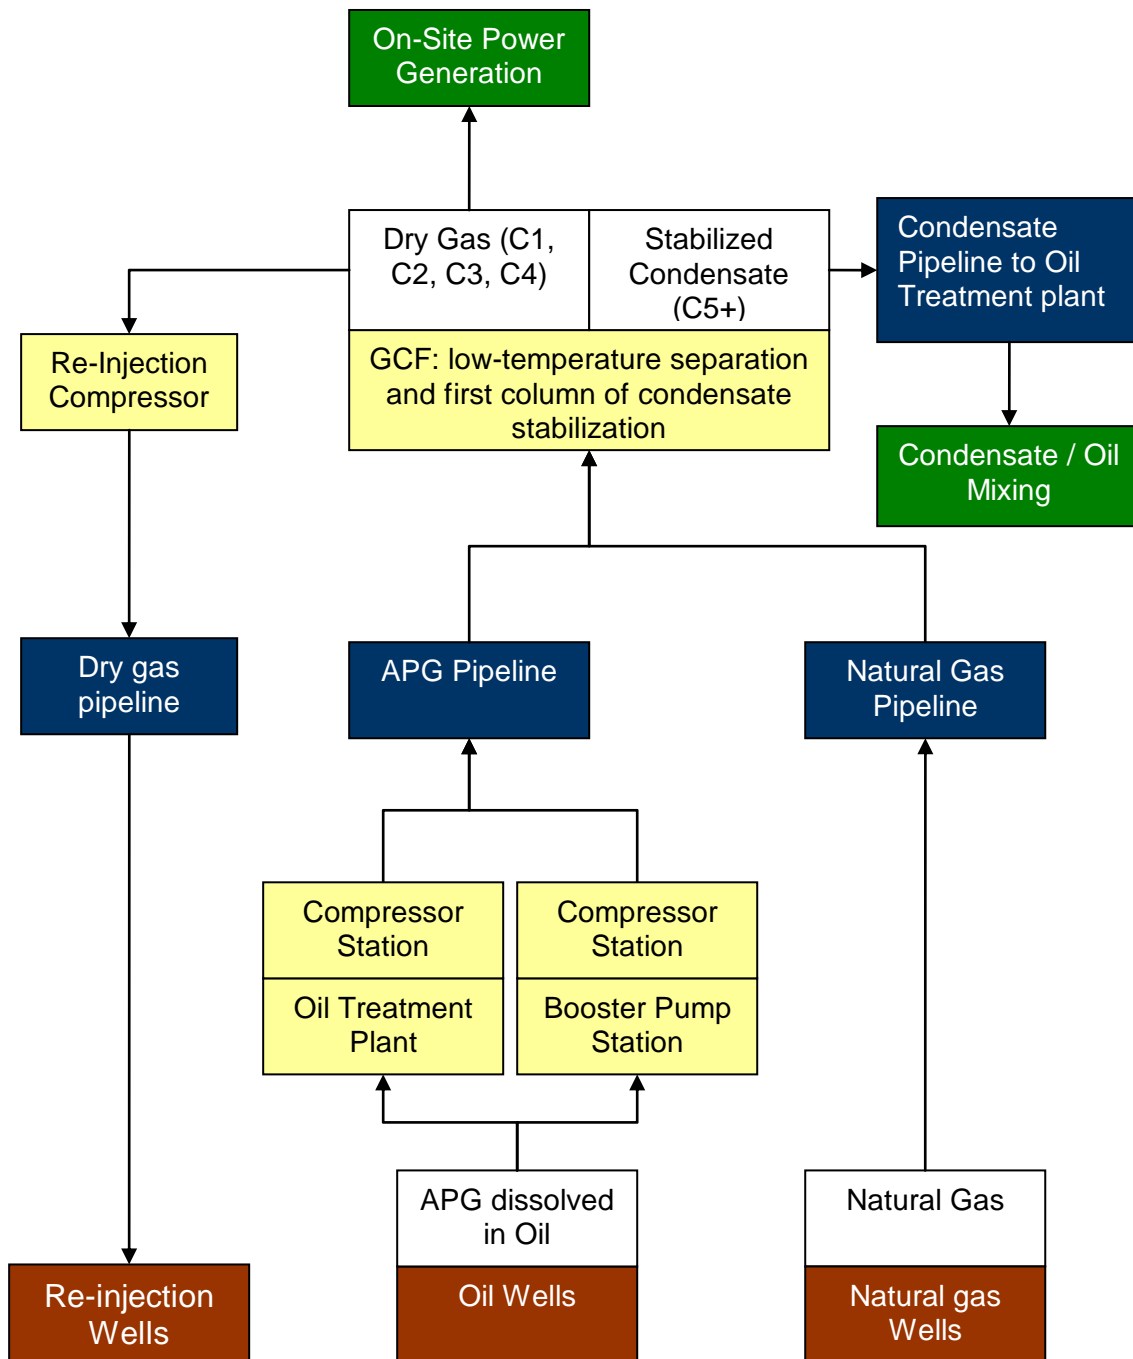 On-Site Power
Generation
Dry Gas (C1,
C2, C3, C4)
Stabilized
Condensate
(C5+)
Condensate
Pipeline to Oil
Treatment plant
Re-Injection
Compressor
GCF: low-temperature separation
and first column of condensate
stabilization
Condensate / Oil
Mixing
Dry gas
pipeline
APG Pipeline
Natural Gas
Pipeline
Compressor
Station
Compressor
Station
Oil Treatment
Plant
Booster Pump
Station
APG dissolved
in Oil
Natural Gas
Re-injection
Wells
Oil Wells
Natural gas
Wells